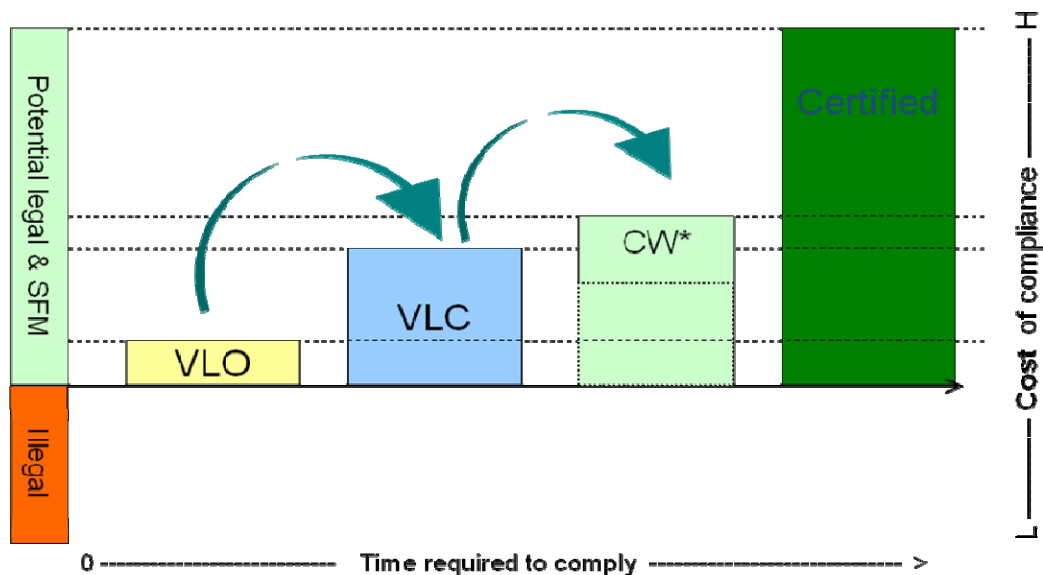 Potential legal & SFM
Illegal
VLO
VLC
CW*
Certified
L ---------- Cost of compliance -------------------- H
0 ------------------------------ Time required to comply ------------------------------- >